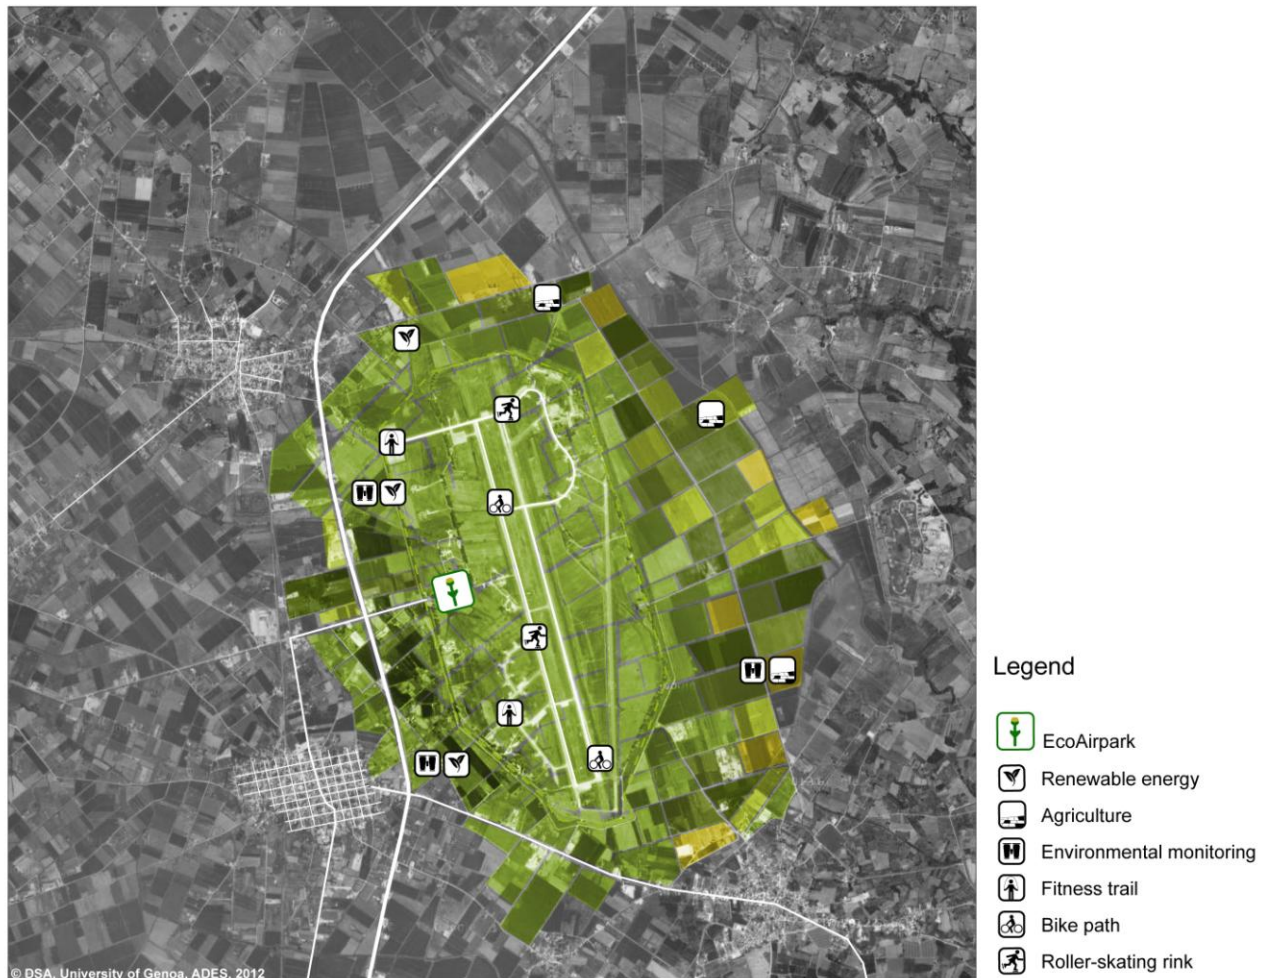 Legend
EcoAirpark
Renewable energy
Agriculture
Environmental monitoring
Fitness trail
Bike path
Roller-skating rink
© DSA, University of Genoa, ADES, 2012